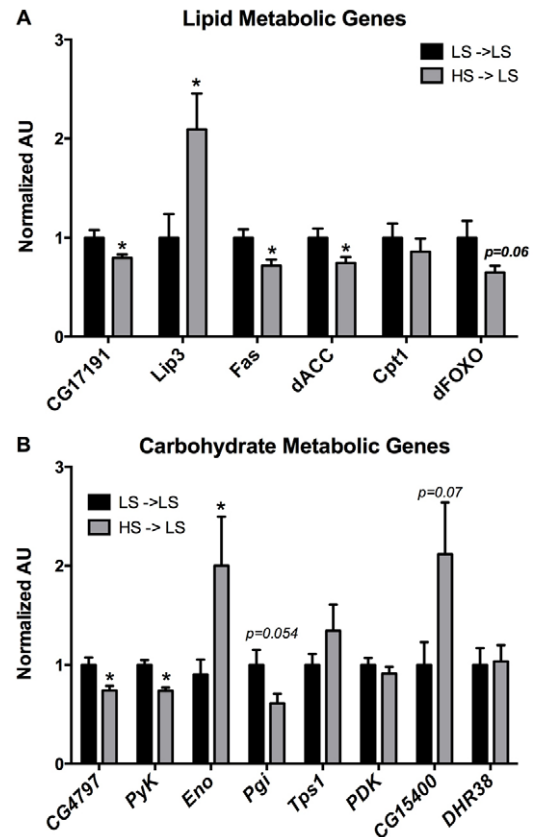 A
Lipid Metabolic Genes
LS ->LS
HS -> LS
Normalized AU
3
2
1
0
*
*
*
*
p=0.06
CG17191
Lip3
Fas
dACC
Cpt1
dFOXO
B
Carbohydrate Metabolic Genes
LS ->LS
HS -> LS
Normalized AU
3
2
1
0
*
*
*
p=0.054
p=0.07
CG4797
PyK
Eno
Pgi
Tps1
PDK
CG15400
DHR38